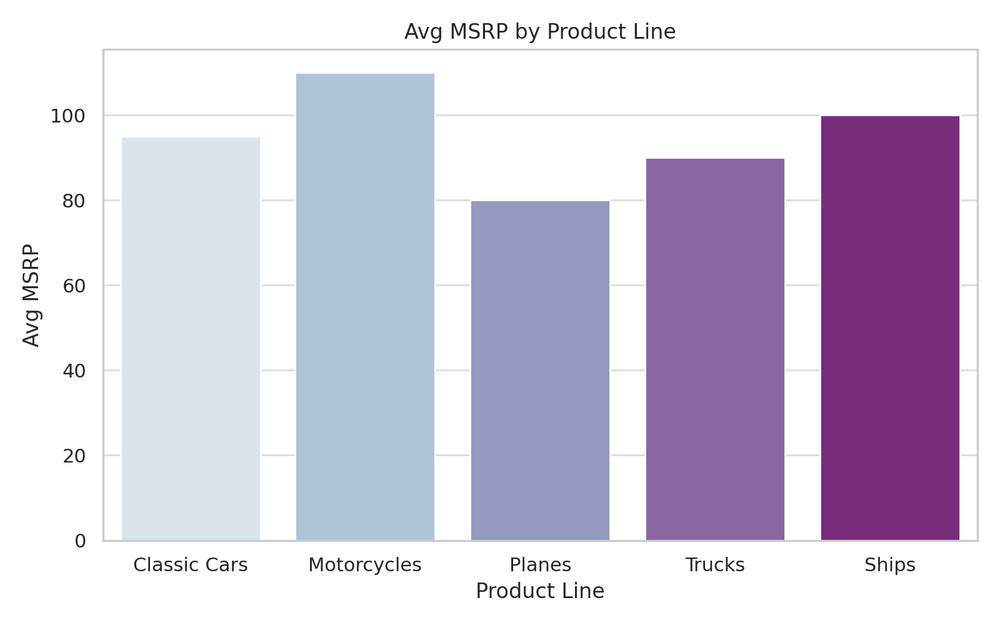 Avg MSRP by Product Line
Avg MSRP
100
80
60
40
20
0
Classic Cars Motorcycles Planes Trucks Ships
Product Line